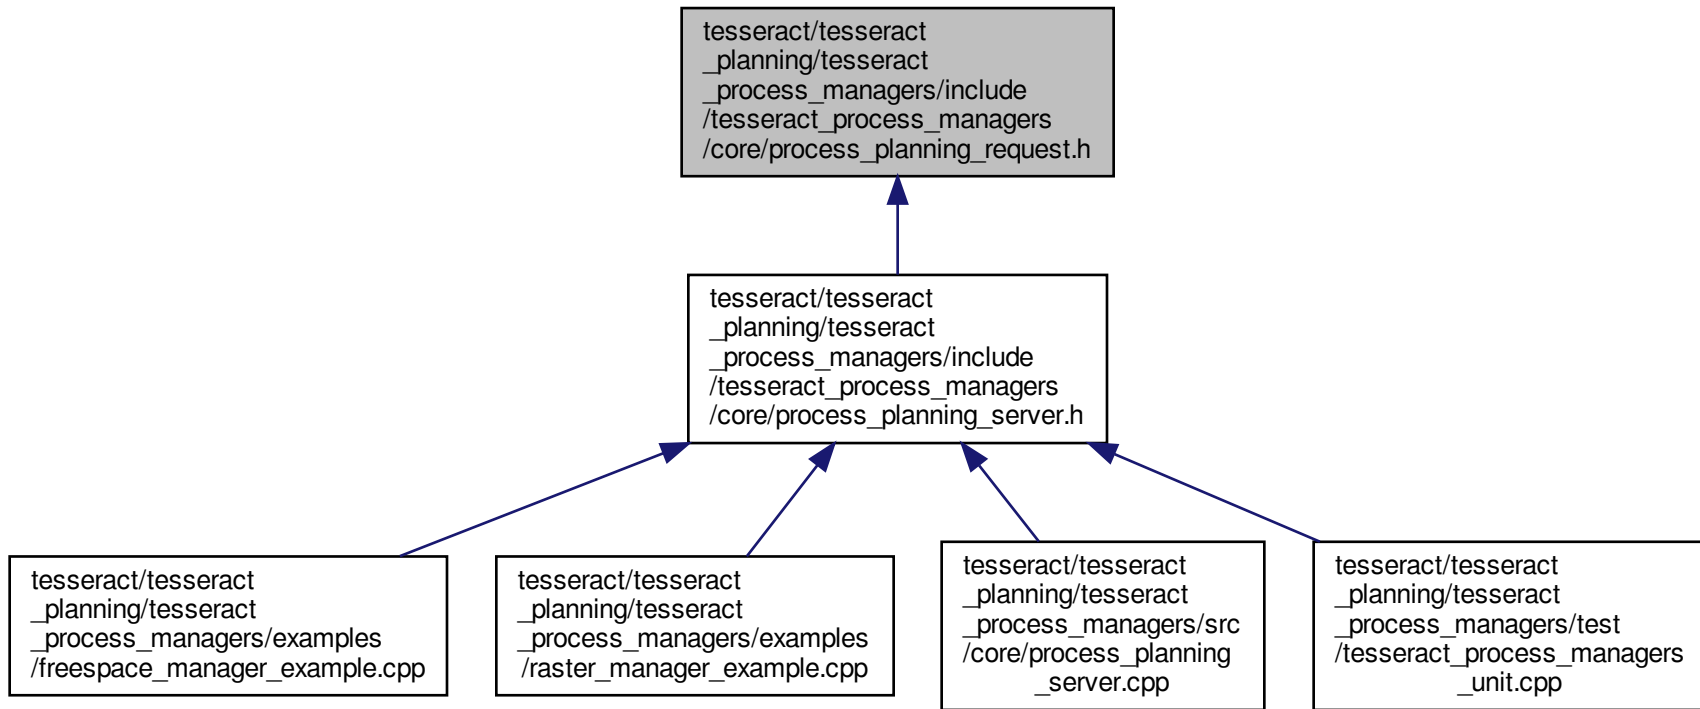 tesseract/tesseract
_planning/tesseract
_process_managers/include
/tesseract_process_managers
/core/process_planning_request.h
tesseract/tesseract
_planning/tesseract
_process_managers/include
/tesseract_process_managers
/core/process_planning_server.h
tesseract/tesseract
_planning/tesseract
_process_managers/examples
/freespace_manager_example.cpp
tesseract/tesseract
_planning/tesseract
_process_managers/examples
/raster_manager_example.cpp
tesseract/tesseract
_planning/tesseract
_process_managers/src
/core/process_planning
_server.cpp
tesseract/tesseract
_planning/tesseract
_process_managers/test
/tesseract_process_managers
_unit.cpp